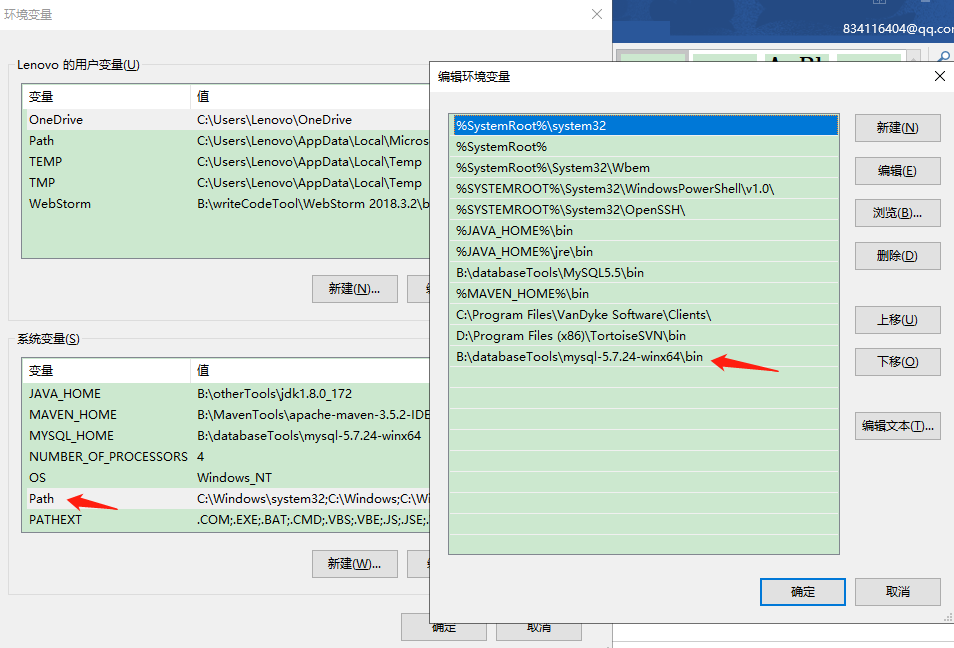 环境变量
834116404@qq.com
Lenovo 的用户变量(U)
变量 值
OneDrive C:\Users\Lenovo\OneDrive
Path C:\Users\Lenovo\AppData\Local\Micros
TEMP C:\Users\Lenovo\AppData\Local\Temp
TMP C:\Users\Lenovo\AppData\Local\Temp
WebStorm B:\writeCodeTool\WebStorm 2018.3.2\b
新建(N)...
系统变量(S)
变量 值
JAVA_HOME B:\otherTools\jdk1.8.0_172
MAVEN_HOME B:\MavenTools\apache-maven-3.5.2-IDE
MYSQL_HOME B:\databaseTools\mysql-5.7.24-winx64
NUMBER_OF_PROCESSORS 4
OS Windows_NT
Path C:\Windows\system32;C:\Windows;C:\Wi
PATHEXT .COM;.EXE;.BAT;.CMD;.VBS;.VBE;.JS;.JSE;.
新建(W)...
确定 取消
编辑环境变量
%SystemRoot%\system32
%SystemRoot%
%SystemRoot%\System32\Wbem
%SYSTEMROOT%\System32\WindowsPowerShell\v1.0\
%SYSTEMROOT%\System32\OpenSSH\
%JAVA_HOME%\bin
%JAVA_HOME%\jre\bin
B:\databaseTools\MySQL5.5\bin
%MAVEN_HOME%\bin
C:\Program Files\VanDyke Software\Clients\
D:\Program Files (x86)\TortoiseSVN\bin
B:\databaseTools\mysql-5.7.24-winx64\bin
新建(N)
编辑(E)
浏览(B)...
删除(D)
上移(U)
下移(O)
编辑文本(T)...
确定 取消